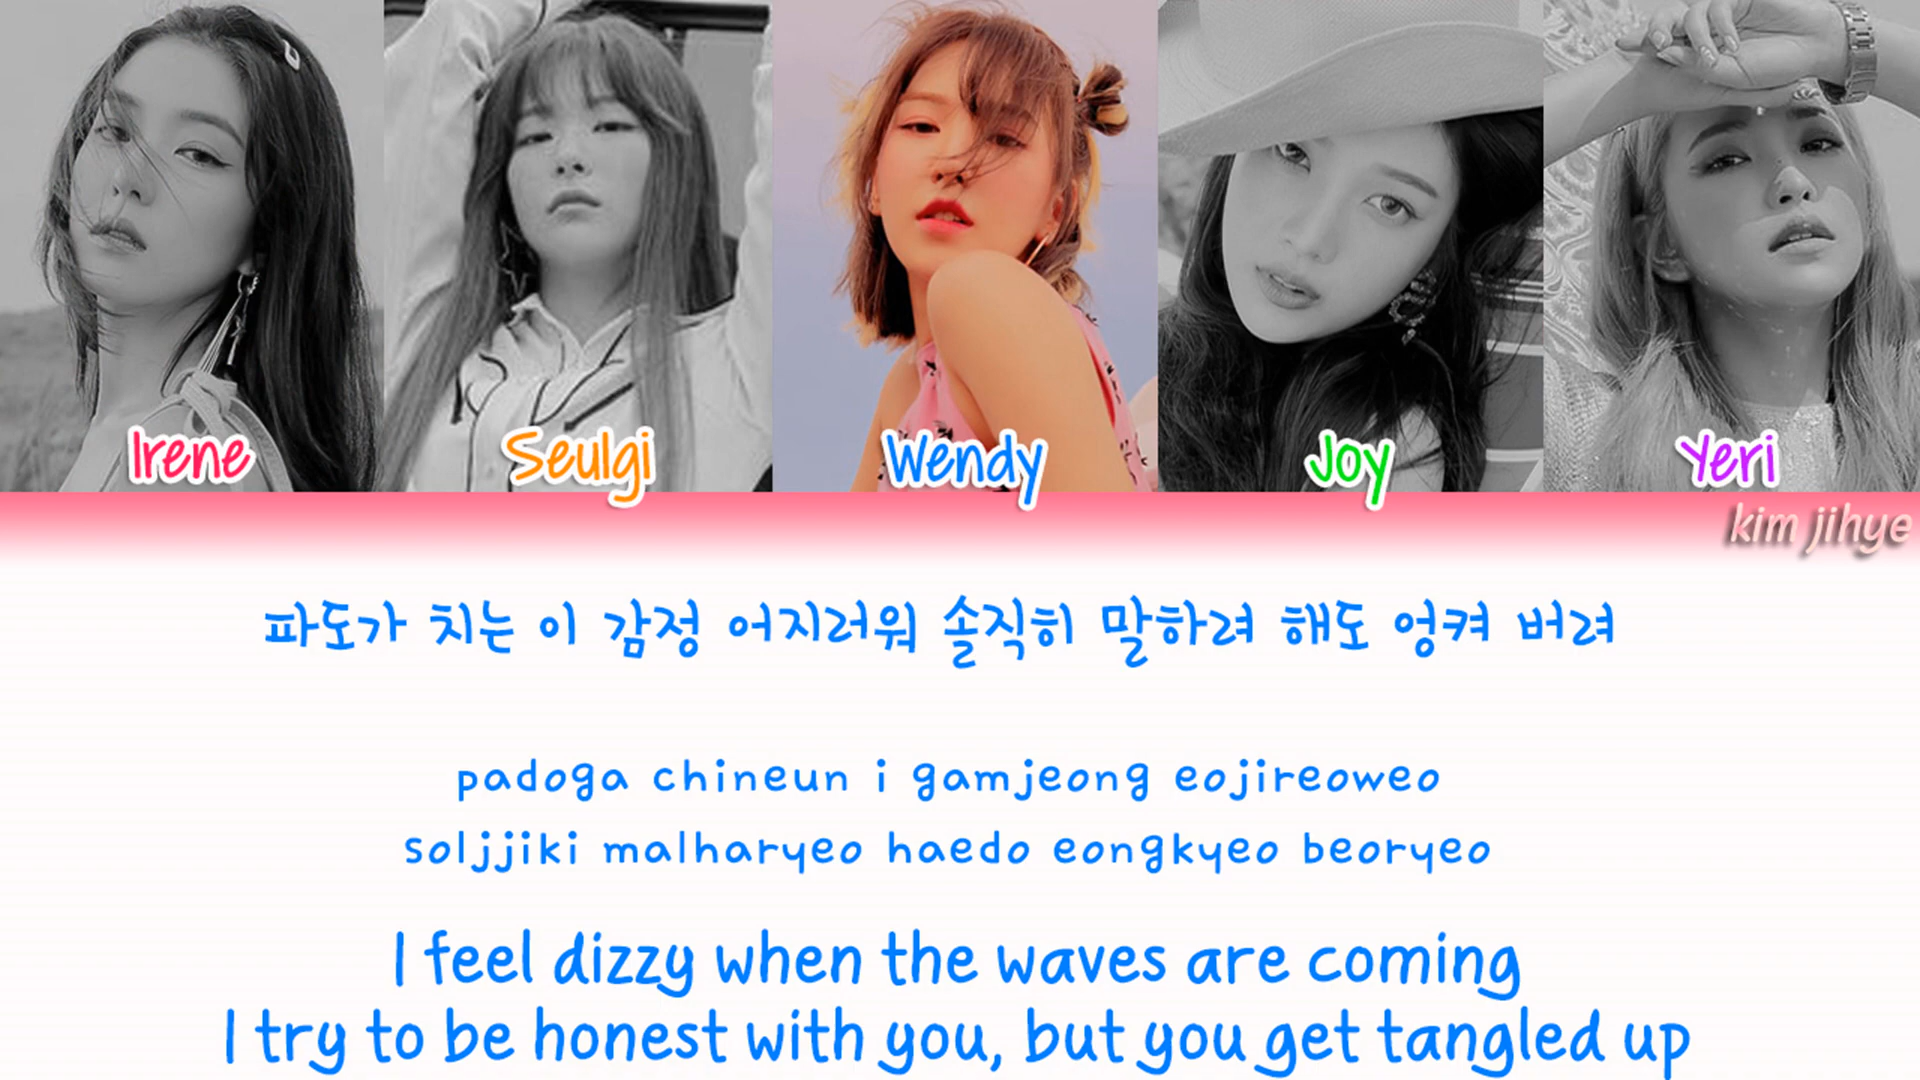 Irene
Seulgi
Wendy
Joy
Yeri
kim jihye
파도가 치는 이 감정 어지러워 솔직히 말하려 해도 엉켜 버려
padoga chineun i gamjeong eojireoweo
soljjiki malharyeo haedo eongkyeo beoryeo
I feel dizzy when the waves are coming
I try to be honest with you, but you get tangled up